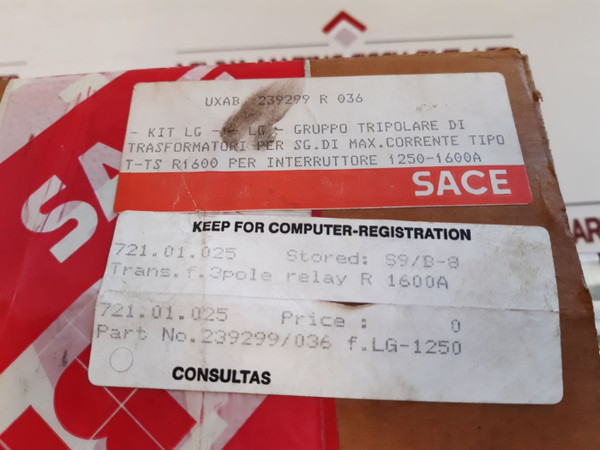 UXAB 239299 R 036
- KIT LG - - LG - GRUPPO TRIPOLARE DI
TRASFORMATORI PER SG.DI MAX.CORRENTE TIPO
T-TS R1600 PER INTERRUTTORE 1250-1600A
SACE
KEEP FOR COMPUTER-REGISTRATION
721.01.025 Stored: S9/B-8
Trans.f.3pole relay R 1600A
721.01.025 Price : 0
Part No.239299/036 f.LG-1250
CONSULTAS
SA